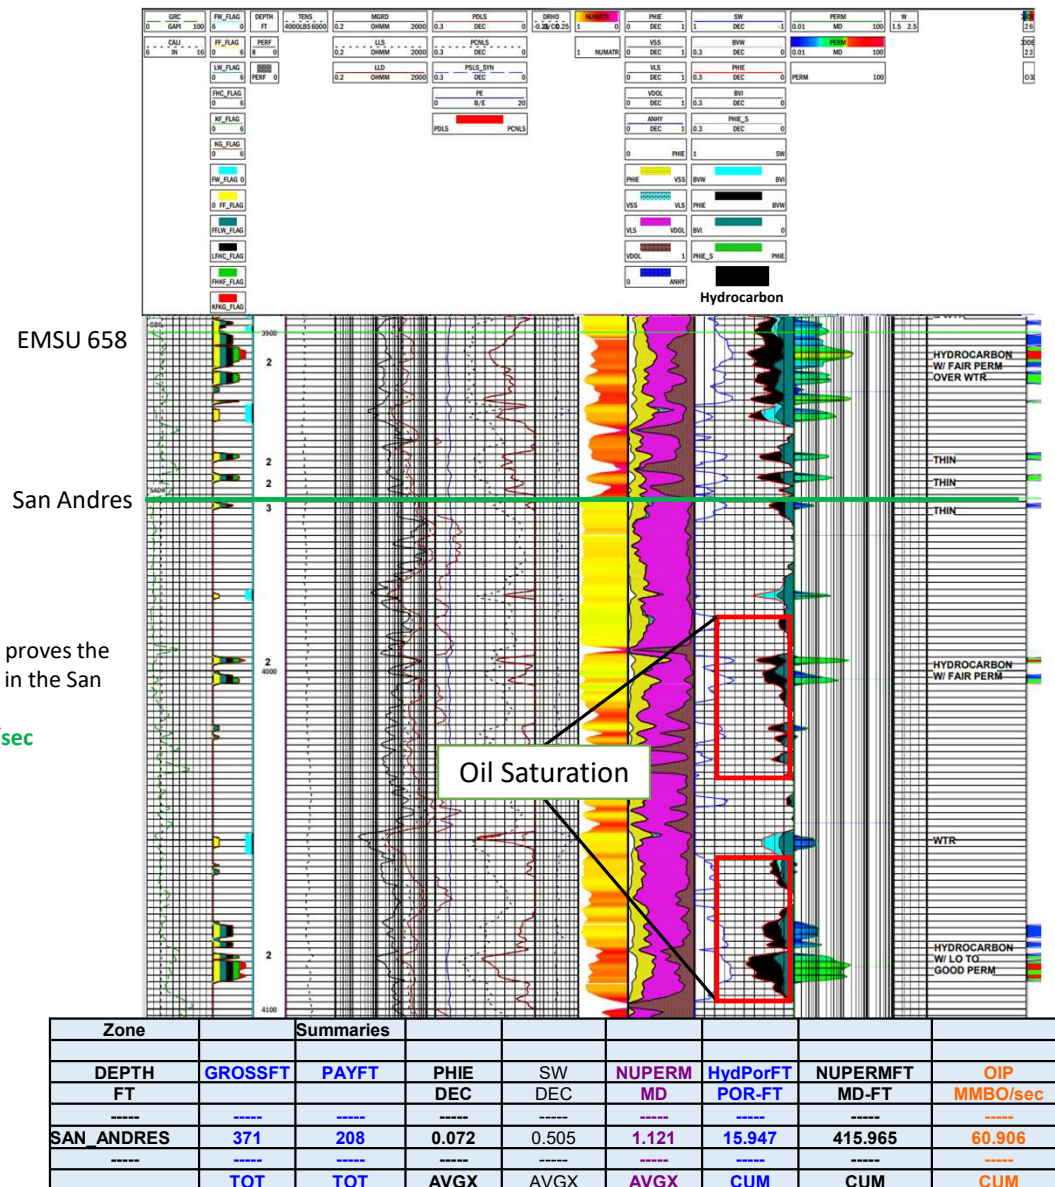 GRC FW_FLAG DEPTH TENS MGRD PDLS DRHO NUMATR PHIE SW PERM W
0 GAPI 100 6 0 FT 4000LBS6000 0.2 OHMM 2000 0.3 DEC 0 1 0 0 DEC 1 1 DEC -1 0.01 MD 100 1.5 2.5
CALI FF_FLAG PERF LLS PCNLS VSS BVW PERM
6 IN 16 0 6 8 0 0.2 OHMM 2000 0.3 DEC 0 1 NUMATR 0 DEC 1 0.3 DEC 0 0.01 MD 100
LW_FLAG LLD PSLS_SYN VLS PHIE
0 6 PERF 0 0.2 OHMM 2000 0.3 DEC 0 0 DEC 1 0.3 DEC 0 PERM 100
FHC_FLAG PE VDOL BVI
0 6 0 B/E 20 0 DEC 1 0.3 DEC 0
KF_FLAG ANHY PHIE_S
0 6 PDLS PCNLS 0 DEC 1 0.3 DEC 0
KG_FLAG
0 6 0 PHIE 1 SW
FW_FLAG 0 PHIE VSS BVW BVI
0 FF_FLAG VSS VLS PHIE BVW
FFLW_FLAG VLS VDOL BVI 0
LFHC_FLAG VDOL 1 PHIE_S PHIE
FHKF_FLAG 0 ANHY
Hydrocarbon
KFKG_FLAG
EMSU 658
3900
2
HYDROCARBON
W/ FAIR PERM
OVER WTR
2
THIN
2
THIN
San Andres
3
THIN
proves the
in the San
2
4000
HYDROCARBON
W/ FAIR PERM
/sec
Oil Saturation
WTR
2
HYDROCARBON
W/ LO TO
GOOD PERM
4100
Zone Summaries
DEPTH GROSSFT PAYFT PHIE SW NUPERM HydPorFT NUPERMFT OIP
FT DEC DEC MD POR-FT MD-FT MMBO/sec
----- ----- ----- ----- ----- ----- ----- ----- -----
SAN_ANDRES 371 208 0.072 0.505 1.121 15.947 415.965 60.906
----- ----- ----- ----- ----- ----- ----- ----- -----
TOT TOT AVGX AVGX AVGX CUM CUM CUM